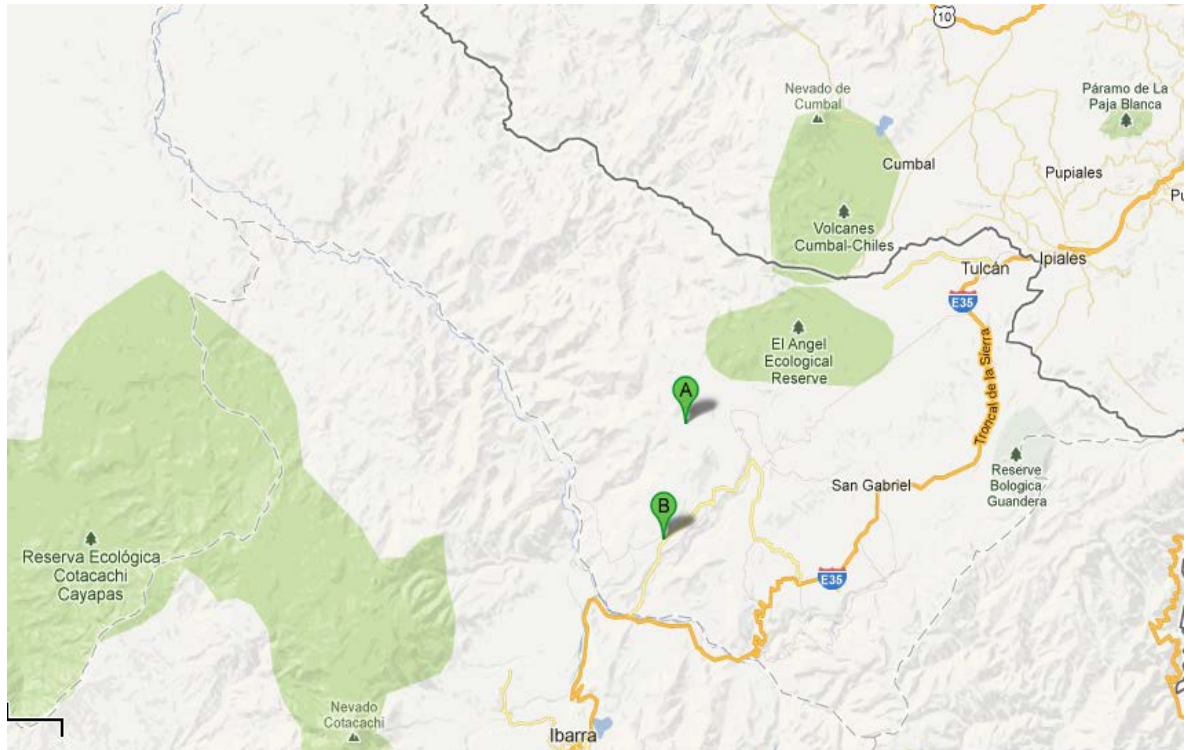 10
Nevado de
Cumbal
Páramo de La
Paja Blanca
Cumbal
Pupiales
Pu
Volcanes
Cumbal-Chiles
Tulcán
Ipiales
E35
El Angel
Ecological
Reserve
Troncal de la Sierra
A
San Gabriel
Reserve
Bologica
Guandera
B
Reserva Ecológica
Cotacachi
Cayapas
E35
Nevado
Cotacachi
Ibarra